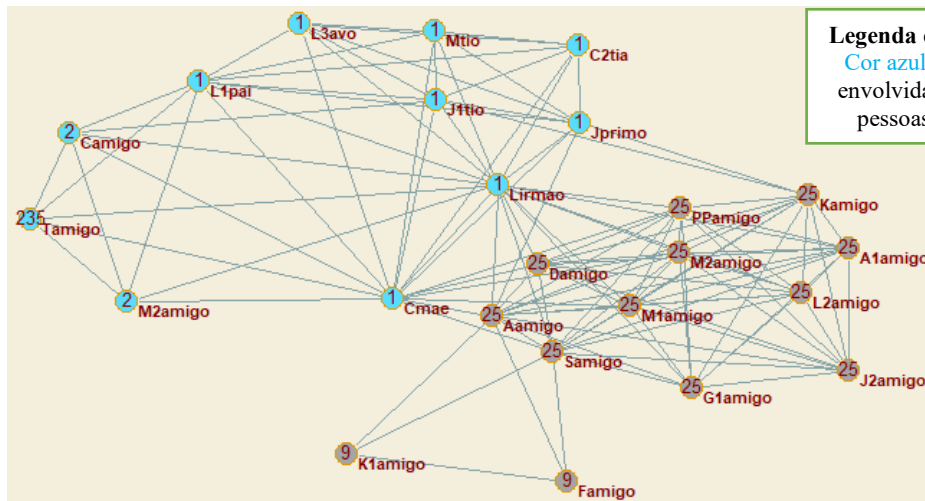 1
L3avo
1
Mtio
1
C2tia
Legenda
Cor azul
envolvida
pessoas
1
L1pai
1
J1tio
1
Jprimo
2
Camigo
1
Lirmao
25
PPamigo
25
Kamigo
235
Tamigo
25
M2amigo
25
A1amigo
25
Damigo
25
L2amigo
2
M2amigo
1
Cmae
25
M1amigo
25
Aamigo
25
Samigo
25
J2amigo
25
G1amigo
9
K1amigo
9
Famigo